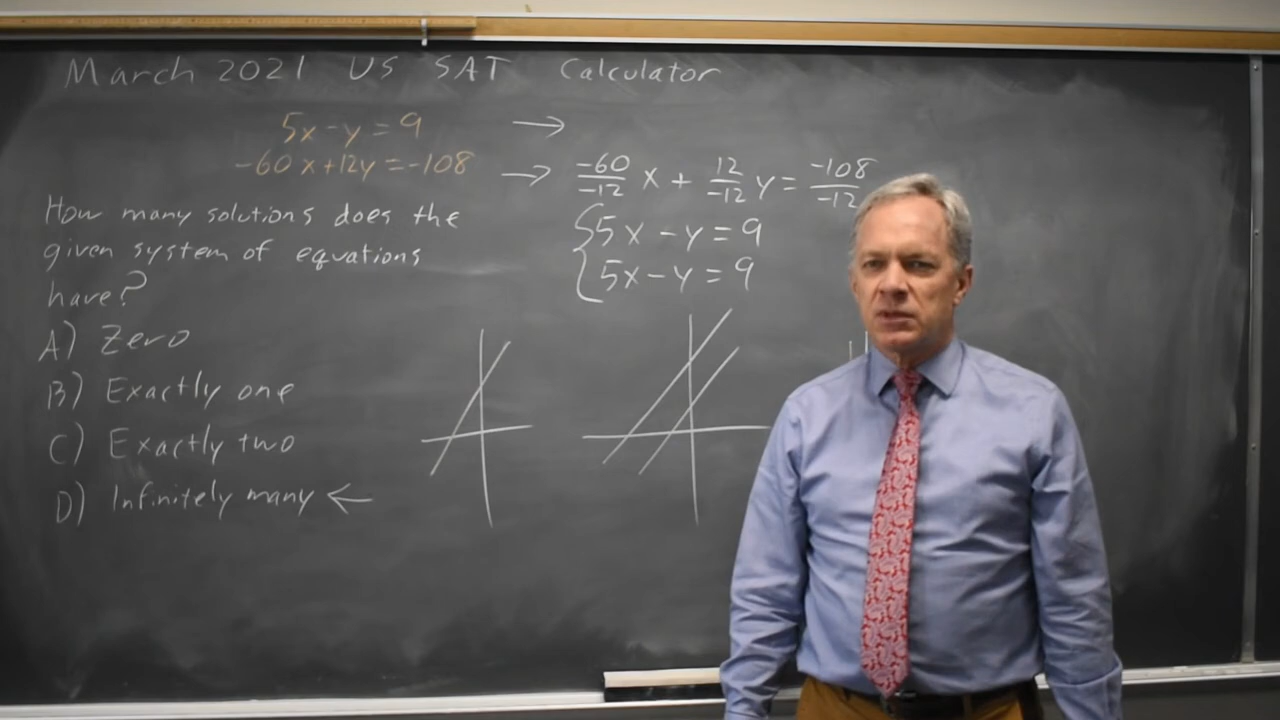 March 2021 US SAT Calculator
5x-y=9 →
-60x+12y=-108 → -60/-12 x + 12/-12 y = -108/-12
How many solutions does the
given system of equations
have?
A) Zero
B) Exactly one
C) Exactly two
D) Infinitely many ←
{5x-y=9
5x-y=9